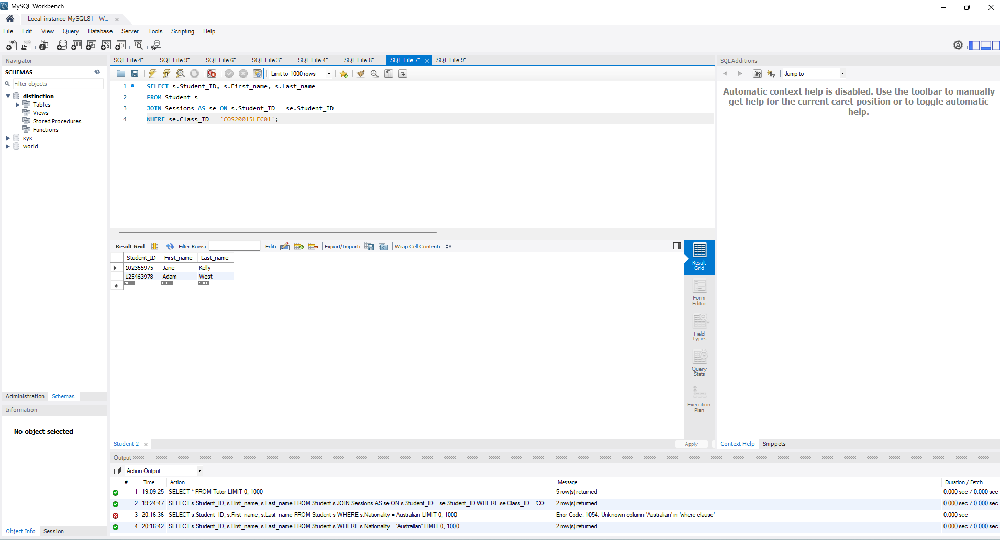 MySQL Workbench
Local instance MySQL81 - W...
File Edit View Query Database Server Tools Scripting Help
Navigator
SCHEMAS
Filter objects
distinction
Tables
Views
Stored Procedures
Functions
sys
world
Administration Schemas
Information
No object selected
Object Info Session
SQL File 4* SQL File 9* SQL File 6* SQL File 3* SQL File 4* SQL File 8* SQL File 7* SQL File 9*
Limit to 1000 rows
1 SELECT s.Student_ID, s.First_name, s.Last_name
2 FROM Student s
3 JOIN Sessions AS se ON s.Student_ID = se.Student_ID
4 WHERE se.Class_ID = 'COS20015LEC01';
Result Grid Filter Rows: Edit: Export/Import: Wrap Cell Content:
Student_ID First_name Last_name
102365975 Jane Kelly
125463978 Adam West
NULL NULL NULL
Result
Grid
Form
Editor
Field
Types
Query
Stats
Execution
Plan
Student 2 Apply
SQLAdditions
Jump to
Automatic context help is disabled. Use the toolbar to manually
get help for the current caret position or to toggle automatic
help.
Context Help Snippets
Output
Action Output
# Time Action Message Duration / Fetch
1 19:09:25 SELECT * FROM Tutor LIMIT 0, 1000 5 row(s) returned 0.000 sec / 0.000 sec
2 19:24:47 SELECT s.Student_ID, s.First_name, s.Last_name FROM Student s JOIN Sessions AS se ON s.Student_ID = se.Student_ID WHERE se.Class_ID = 'CO... 2 row(s) returned 0.000 sec / 0.000 sec
3 20:16:36 SELECT s.Student_ID, s.First_name, s.Last_name FROM Student s WHERE s.Nationality = Australian LIMIT 0, 1000 Error Code: 1054. Unknown column 'Australian' in 'where clause' 0.000 sec
4 20:16:42 SELECT s.Student_ID, s.First_name, s.Last_name FROM Student s WHERE s.Nationality = 'Australian' LIMIT 0, 1000 2 row(s) returned 0.000 sec / 0.000 sec